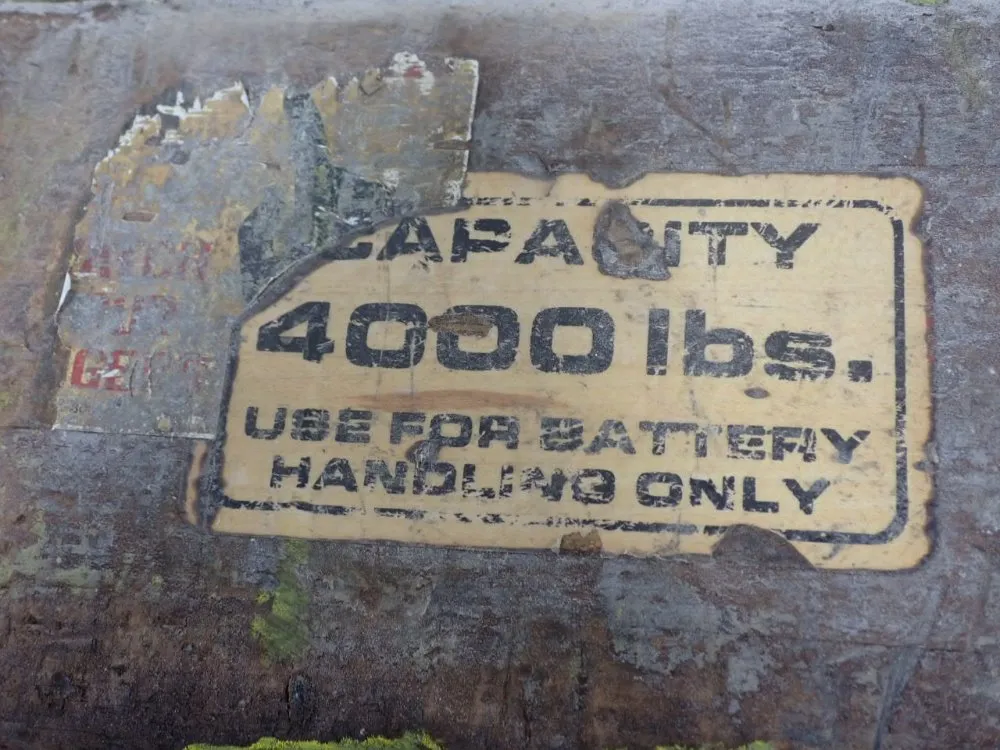 CAPACITY
4000 lbs.
USE FOR BATTERY
HANDLING ONLY